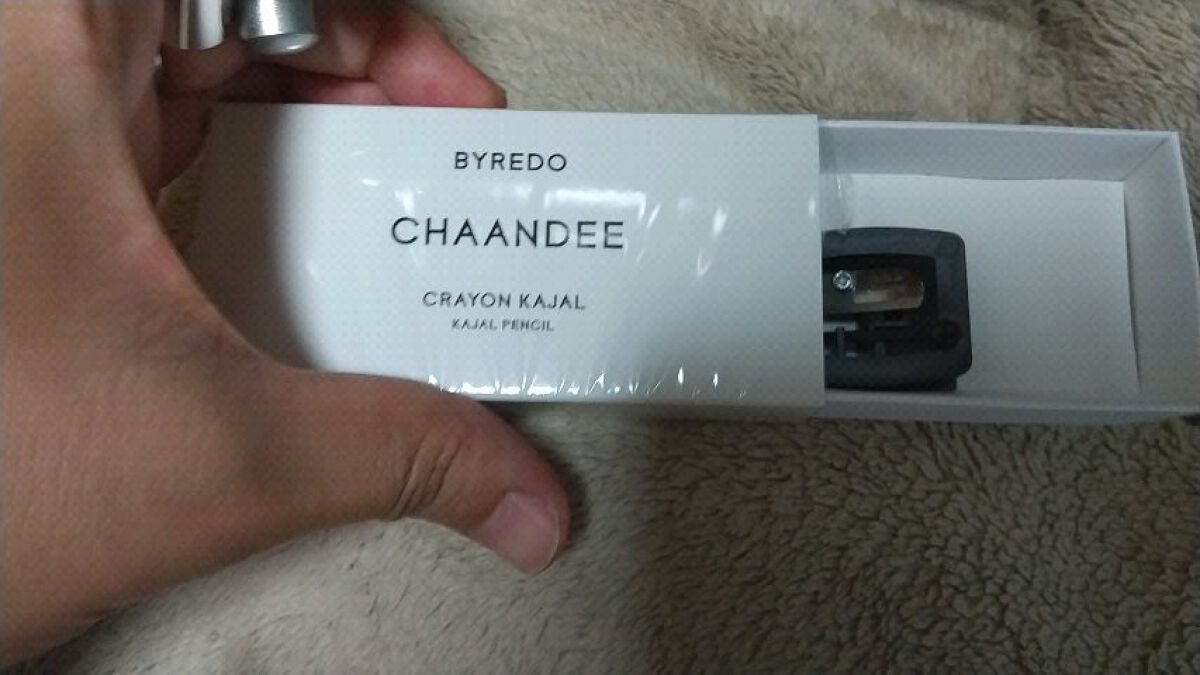 BYREDO
CHAANDEE
CRAYON KAJAL
KAJAL PENCIL